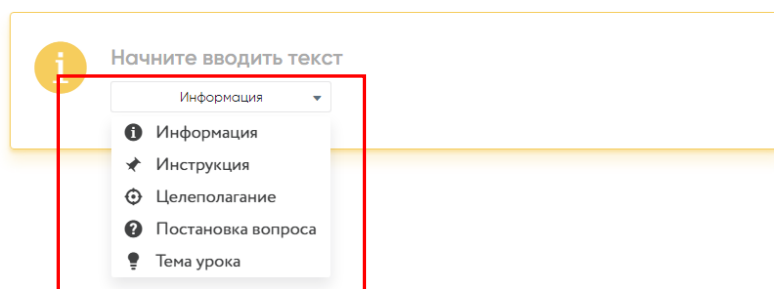 Начните вводить текст
Информация
Информация
Инструкция
Целеполагание
Постановка вопроса
Тема урока